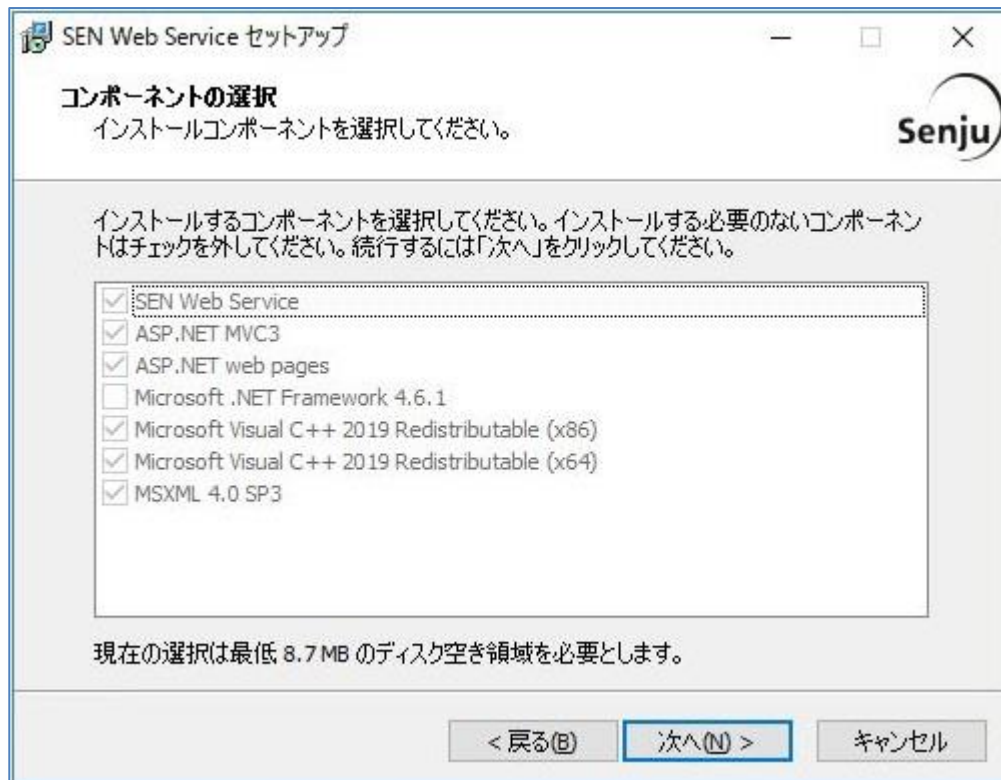 SEN Web Service セットアップ
コンポーネントの選択
インストールコンポーネントを選択してください。
Senju
インストールするコンポーネントを選択してください。インストールする必要のないコンポーネン
トはチェックを外してください。続行するには「次へ」をクリックしてください。
SEN Web Service
ASP.NET MVC3
ASP.NET web pages
Microsoft .NET Framework 4.6.1
Microsoft Visual C++ 2019 Redistributable (x86)
Microsoft Visual C++ 2019 Redistributable (x64)
MSXML 4.0 SP3
現在の選択は最低 8.7 MB のディスク空き領域を必要とします。
< 戻る(B) 次へ(N) > キャンセル